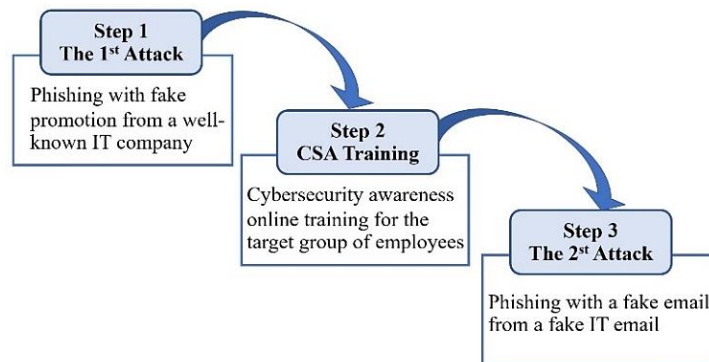 Step 1
The 1st Attack
Phishing with fake
promotion from a well-
known IT company
Step 2
CSA Training
Cybersecurity awareness
online training for the
target group of employees
Step 3
The 2st Attack
Phishing with a fake email
from a fake IT email